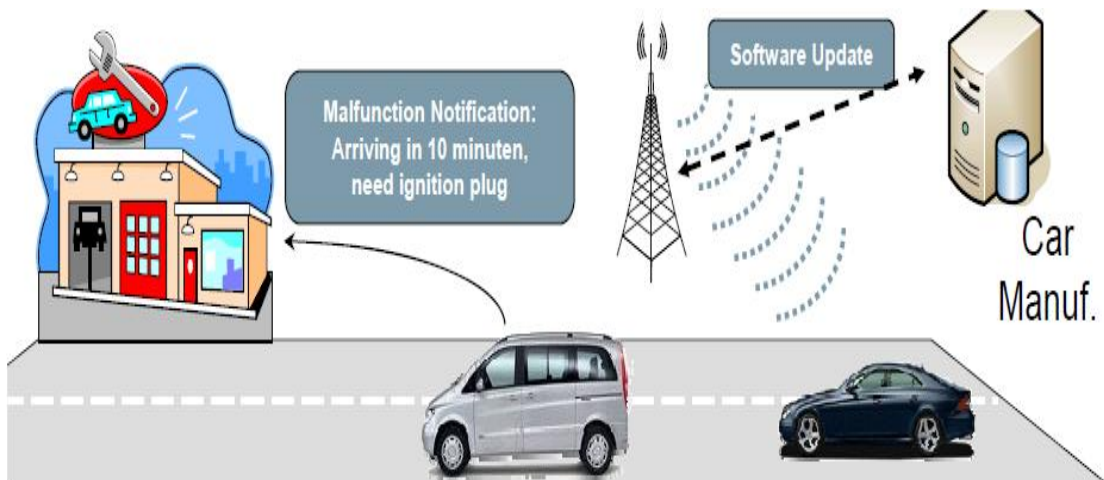 Malfunction Notification:
Arriving in 10 minuten,
need ignition plug
Software Update
Car
Manuf.